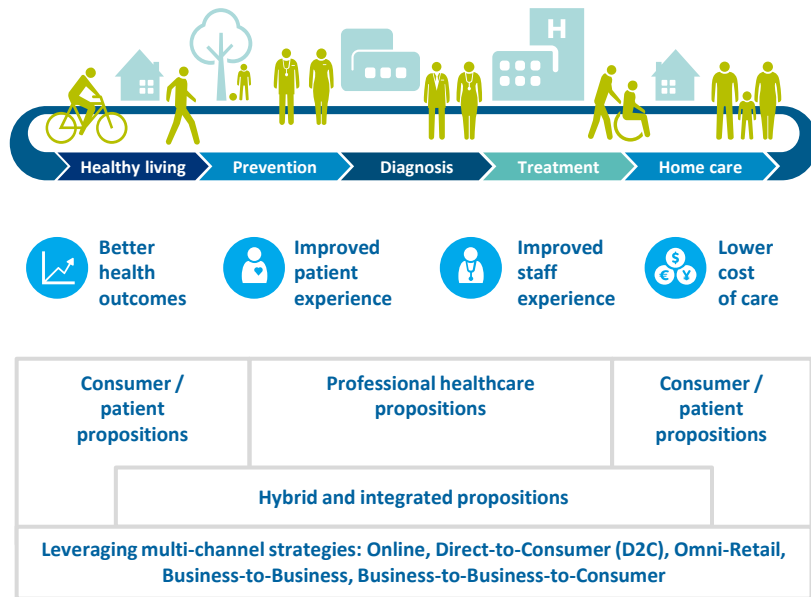 H
Healthy living
Prevention
Diagnosis
Treatment
Home care
Better
health
outcomes
Improved
patient
experience
Improved
staff
experience
$
€ ¥
Lower
cost
of care
Consumer /
patient
propositions
Professional healthcare
propositions
Consumer /
patient
propositions
Hybrid and integrated propositions
Leveraging multi-channel strategies: Online, Direct-to-Consumer (D2C), Omni-Retail,
Business-to-Business, Business-to-Business-to-Consumer